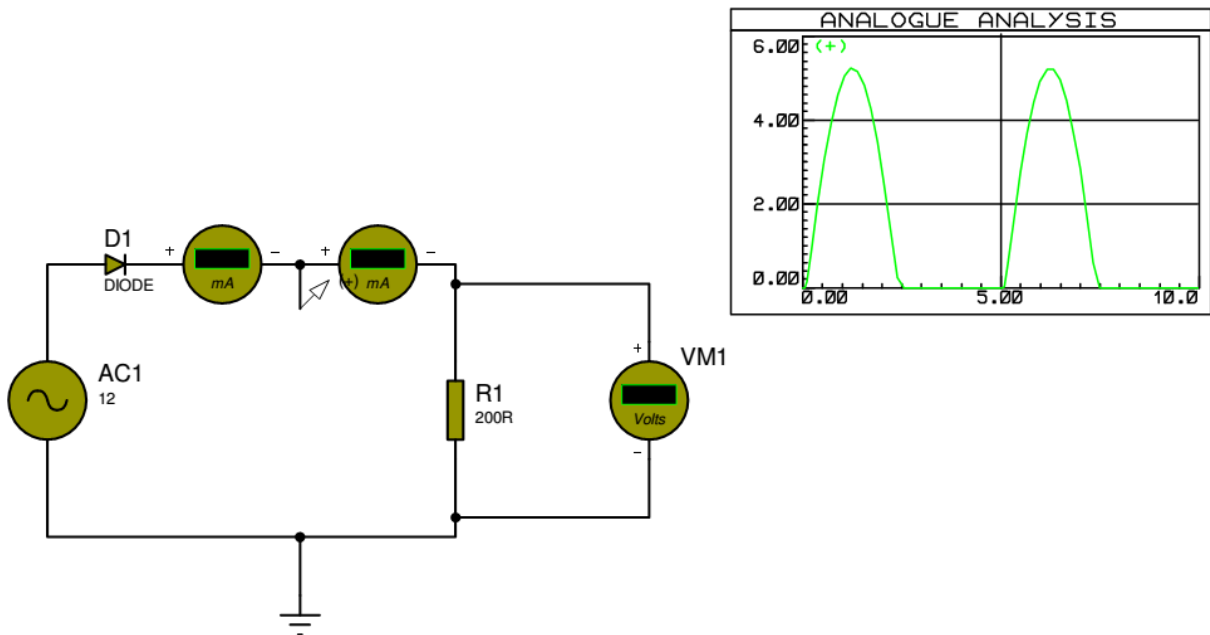 ANALOGUE ANALYSIS
6.00
(+)
4.00
2.00
0.00
0.00
5.00
10.0
D1
DIODE
+
-
mA
+
-
(+)
mA
AC1
12
R1
200R
+
VM1
Volts
-